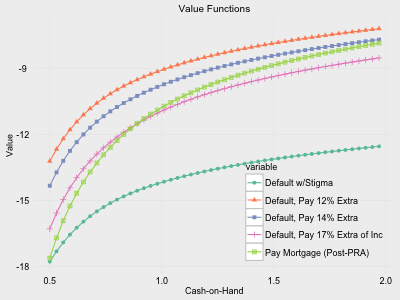 Value Functions
-9
-12
-15
-18
Value
variable
Default w/Stigma
Default, Pay 12% Extra
Default, Pay 14% Extra
Default, Pay 17% Extra of Inc
Pay Mortgage (Post-PRA)
0.5
1.0
1.5
2.0
Cash-on-Hand